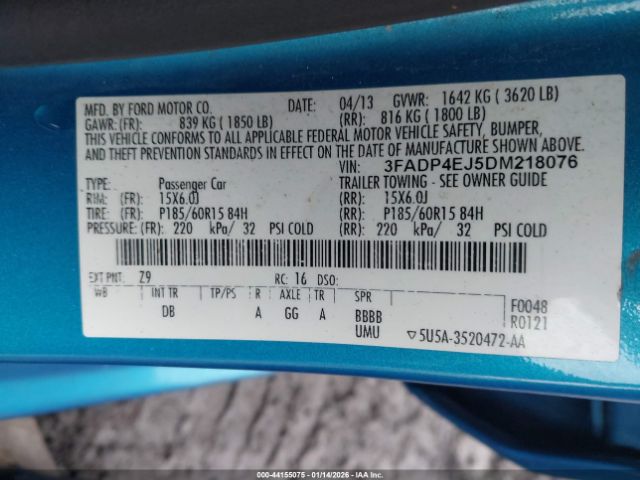 MFD. BY FORD MOTOR CO. DATE: 04/13 GVWR: 1642 KG ( 3620 LB)
GAWR: (FR): 839 KG ( 1850 LB) (RR): 816 KG ( 1800 LB)
THIS VEHICLE CONFORMS TO ALL APPLICABLE FEDERAL MOTOR VEHICLE SAFETY, BUMPER,
AND THEFT PREVENTION STANDARDS IN EFFECT ON THE DATE OF MANUFACTURE SHOWN ABOVE.
VIN: 3FADP4EJ5DM218076
TYPE: Passenger Car TRAILER TOWING - SEE OWNER GUIDE
RIM: (FR): 15X6.0J (RR): 15X6.0J
TIRE: (FR): P185/60R15 84H (RR): P185/60R15 84H
PRESSURE: (FR): 220 kPa/ 32 PSI COLD (RR): 220 kPa/ 32 PSI COLD
EXT PNT: Z9 RC: 16 DSO:
WB INT TR TP/PS R AXLE TR SPR F0048
DB A GG A BBBB R0121
UMU ▽5U5A-3520472-AA
000-44155075 - 01/14/2026 - IAAI.COM